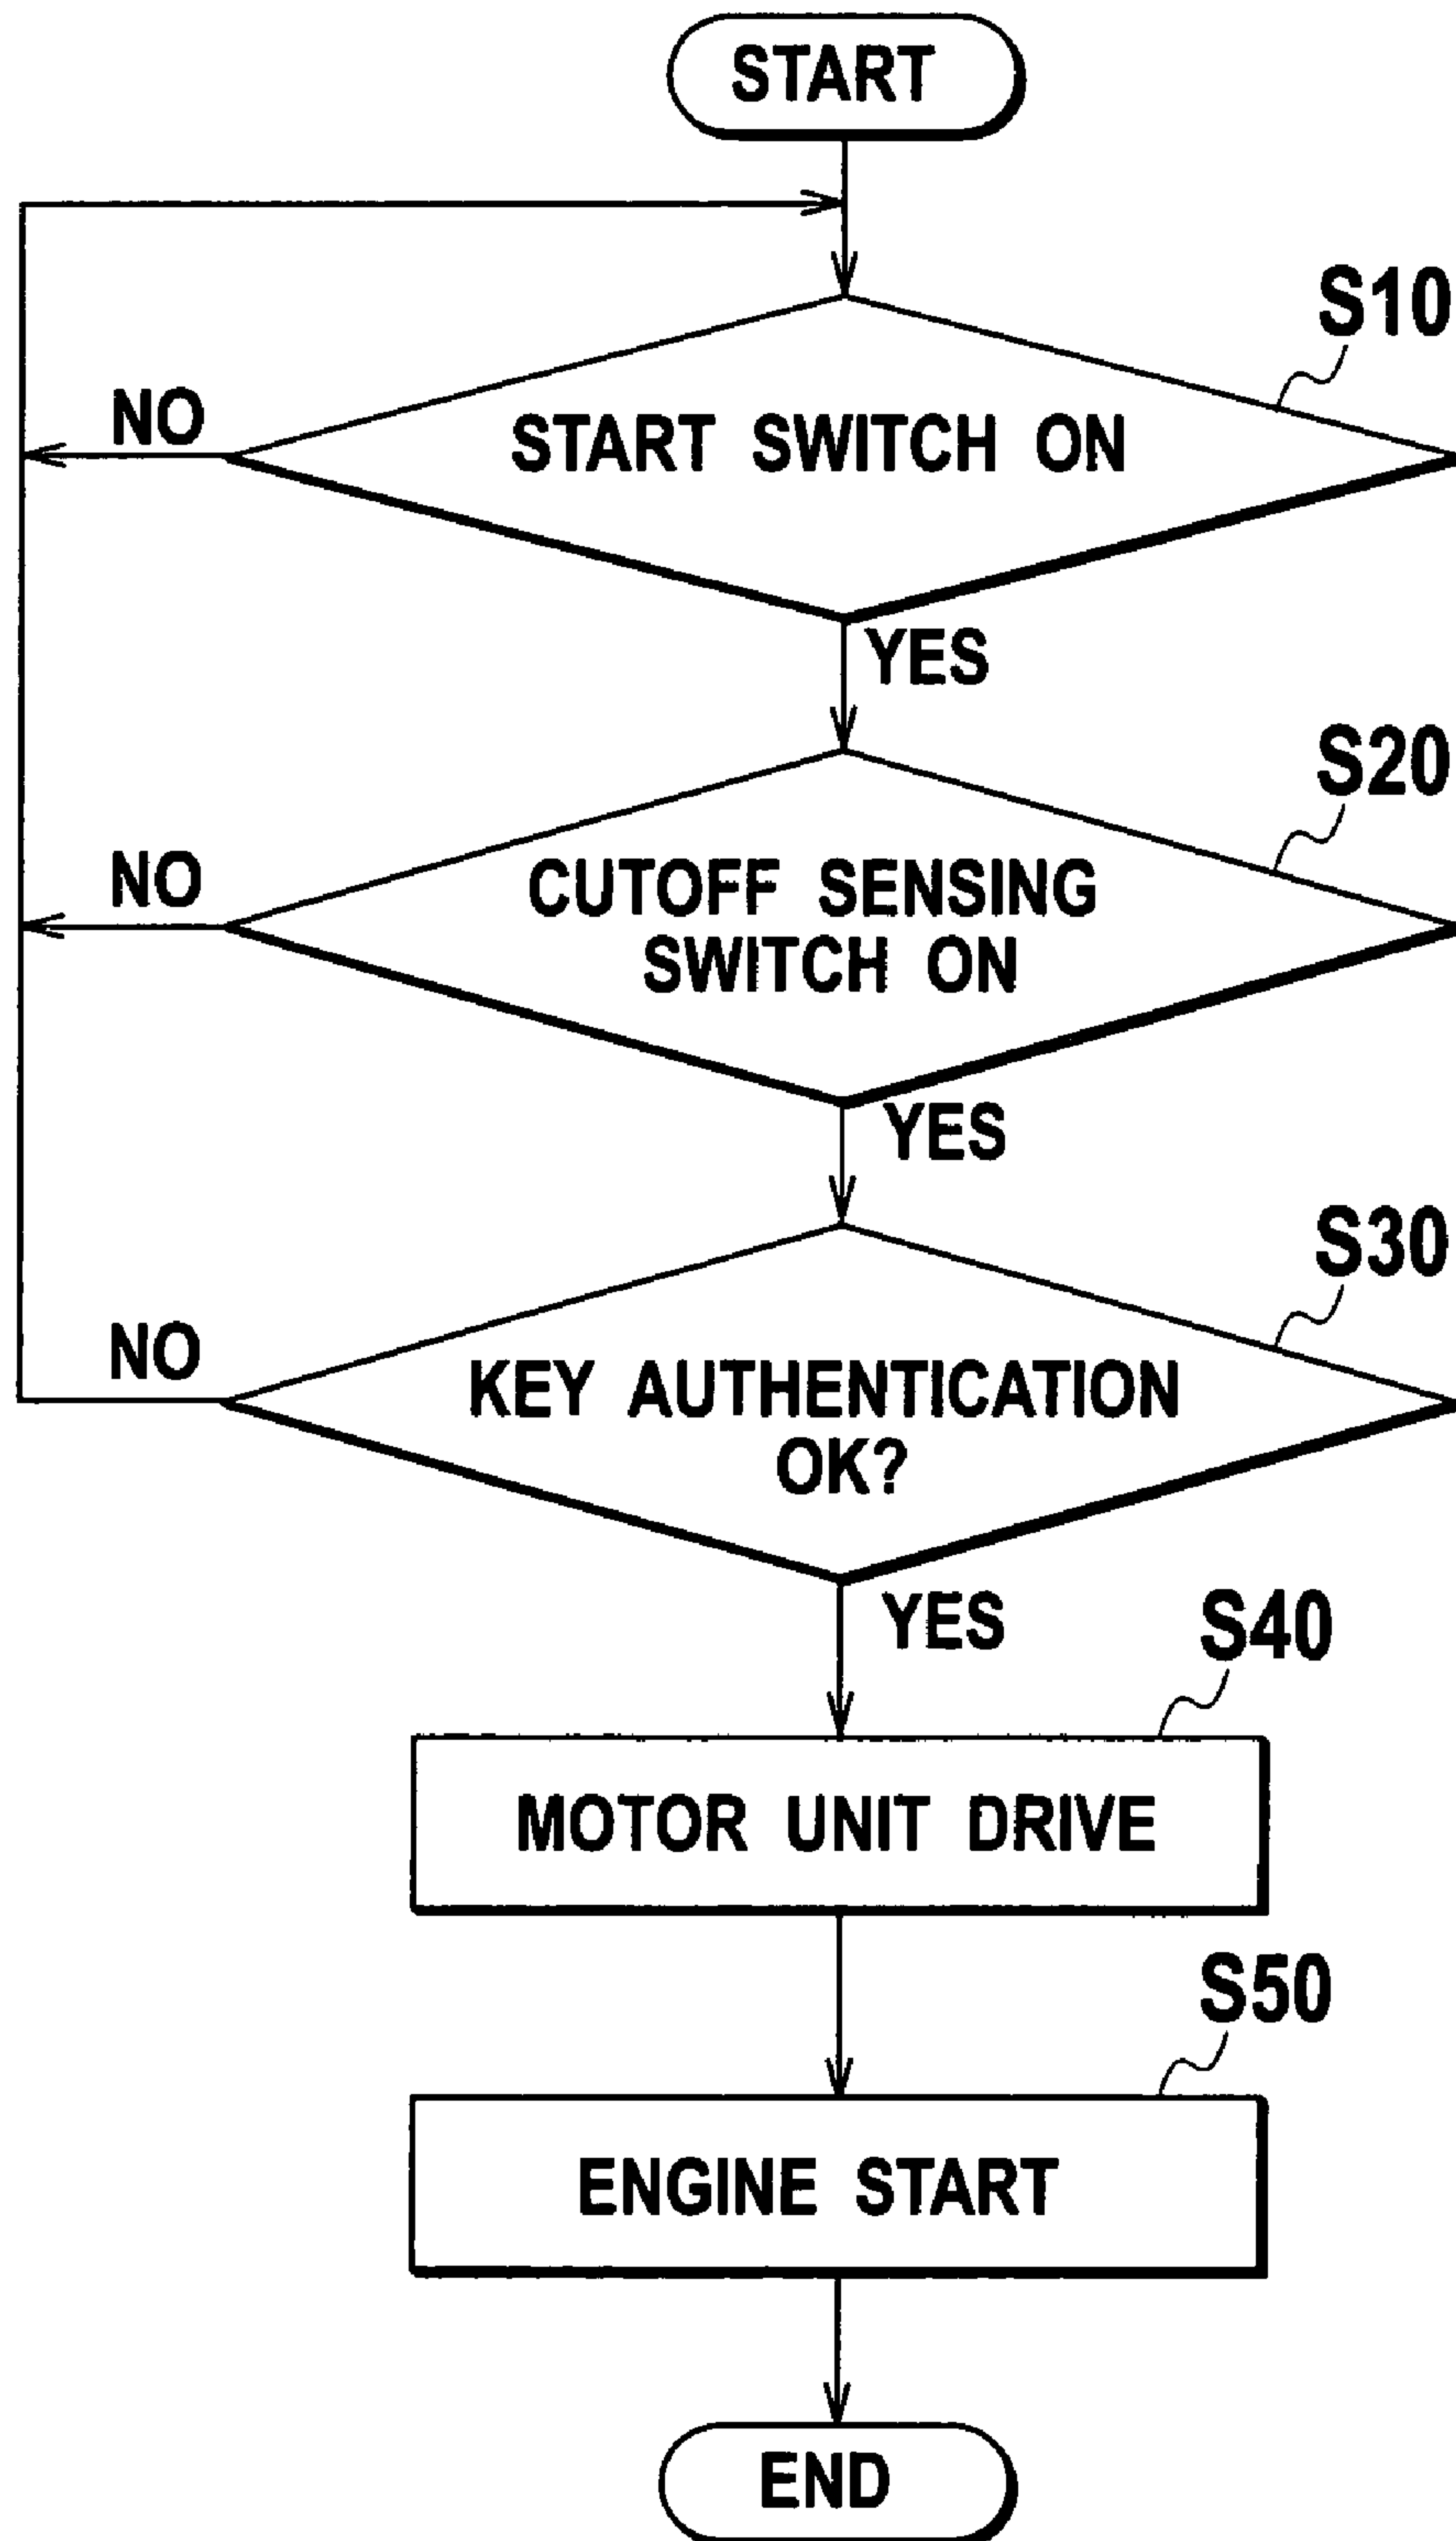 START
S10
NO
START SWITCH ON
YES
S20
NO
CUTOFF SENSING
SWITCH ON
YES
S30
NO
KEY AUTHENTICATION
OK?
YES
S40
MOTOR UNIT DRIVE
S50
ENGINE START
END